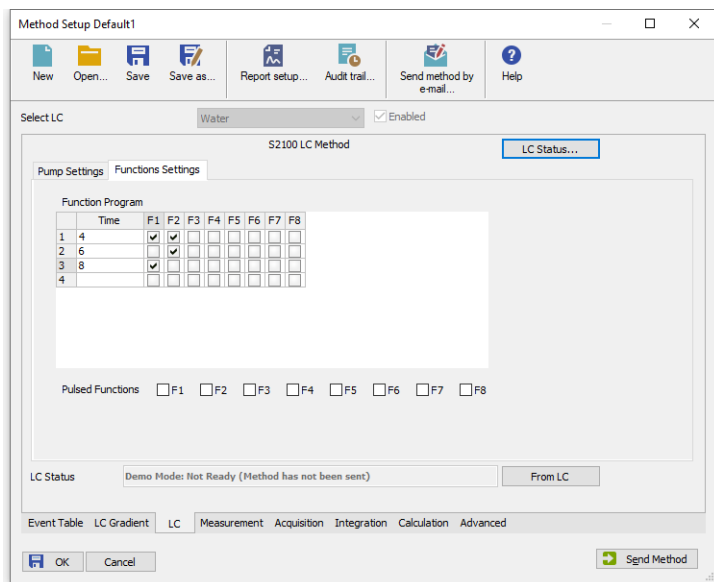 Method Setup Default1
New Open... Save Save as... Report setup... Audit trail... Send method by e-mail... Help
Select LC Water Enabled
S2100 LC Method LC Status...
Pump Settings Functions Settings
Function Program
Time F1 F2 F3 F4 F5 F6 F7 F8
1 4
2 6
3 8
4
Pulsed Functions F1 F2 F3 F4 F5 F6 F7 F8
LC Status Demo Mode: Not Ready (Method has not been sent) From LC
Event Table LC Gradient LC Measurement Acquisition Integration Calculation Advanced
OK Cancel Send Method